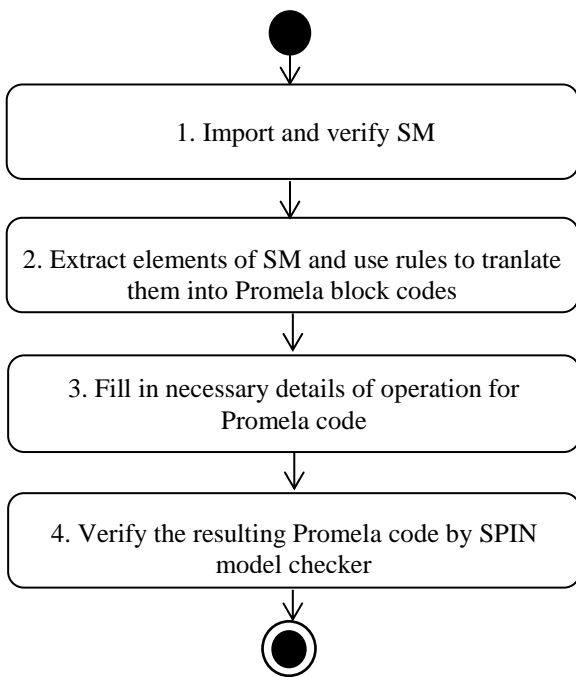 1. Import and verify SM
2. Extract elements of SM and use rules to tranlate
them into Promela block codes
3. Fill in necessary details of operation for
Promela code
4. Verify the resulting Promela code by SPIN
model checker